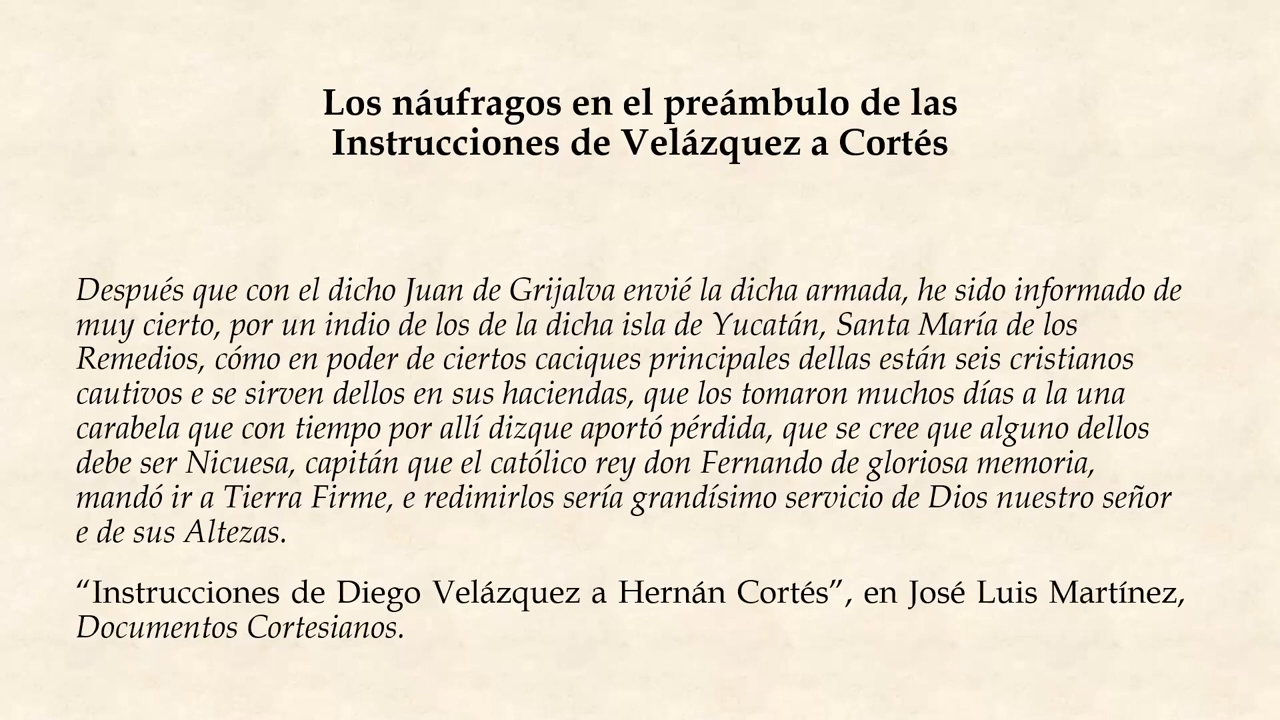 Los náufragos en el preámbulo de las
Instrucciones de Velázquez a Cortés
Después que con el dicho Juan de Grijalva envié la dicha armada, he sido informado de
muy cierto, por un indio de los de la dicha isla de Yucatán, Santa María de los
Remedios, cómo en poder de ciertos caciques principales dellas están seis cristianos
cautivos e se sirven dellos en sus haciendas, que los tomaron muchos días a la una
carabela que con tiempo por allí dizque aportó pérdida, que se cree que alguno dellos
debe ser Nicuesa, capitán que el católico rey don Fernando de gloriosa memoria,
mandó ir a Tierra Firme, e redimirlos sería grandísimo servicio de Dios nuestro señor
e de sus Altezas.
“Instrucciones de Diego Velázquez a Hernán Cortés”, en José Luis Martínez,
Documentos Cortesianos.